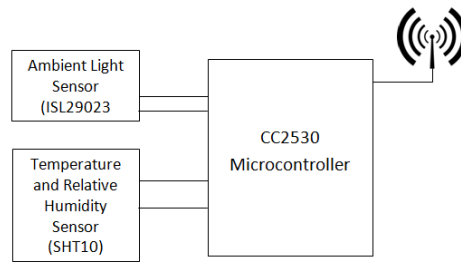 Ambient Light
Sensor
(ISL29023
CC2530
Microcontroller
Temperature
and Relative
Humidity
Sensor
(SHT10)